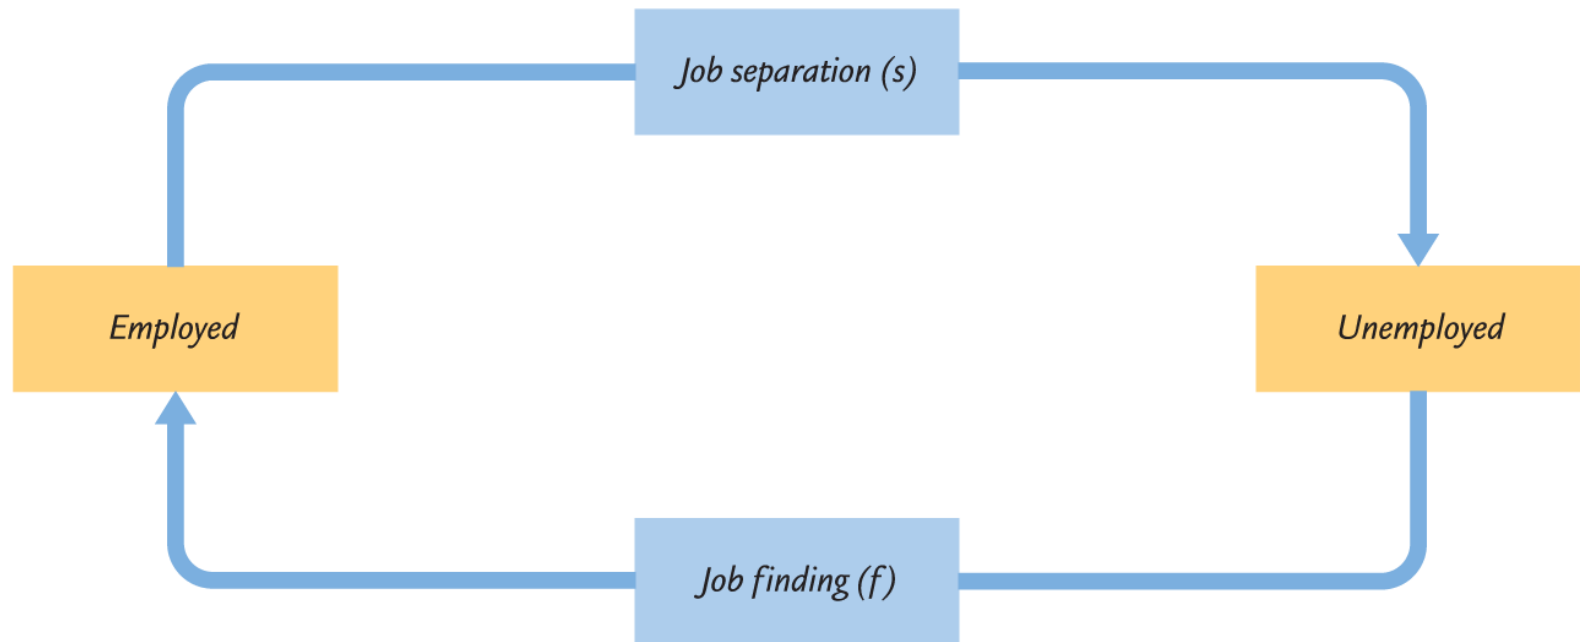 Job separation (s)
Employed
Unemployed
Job finding (f)